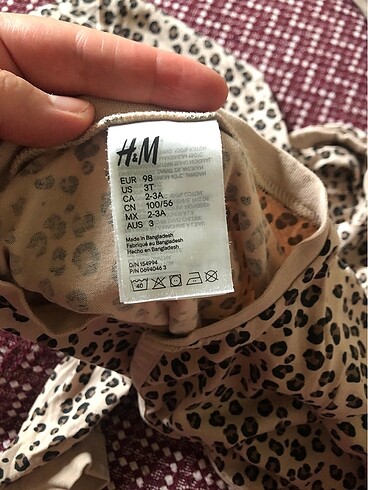 H&M
EUR 98
US 3T
CA 2-3A
CN 100/56
MX 2-3A
AUS 3
Made in Bangladesh
Fabriqué au Bangladesh
Hecho en Bangladesh
O/N 154994
P/N 0694046 3
40